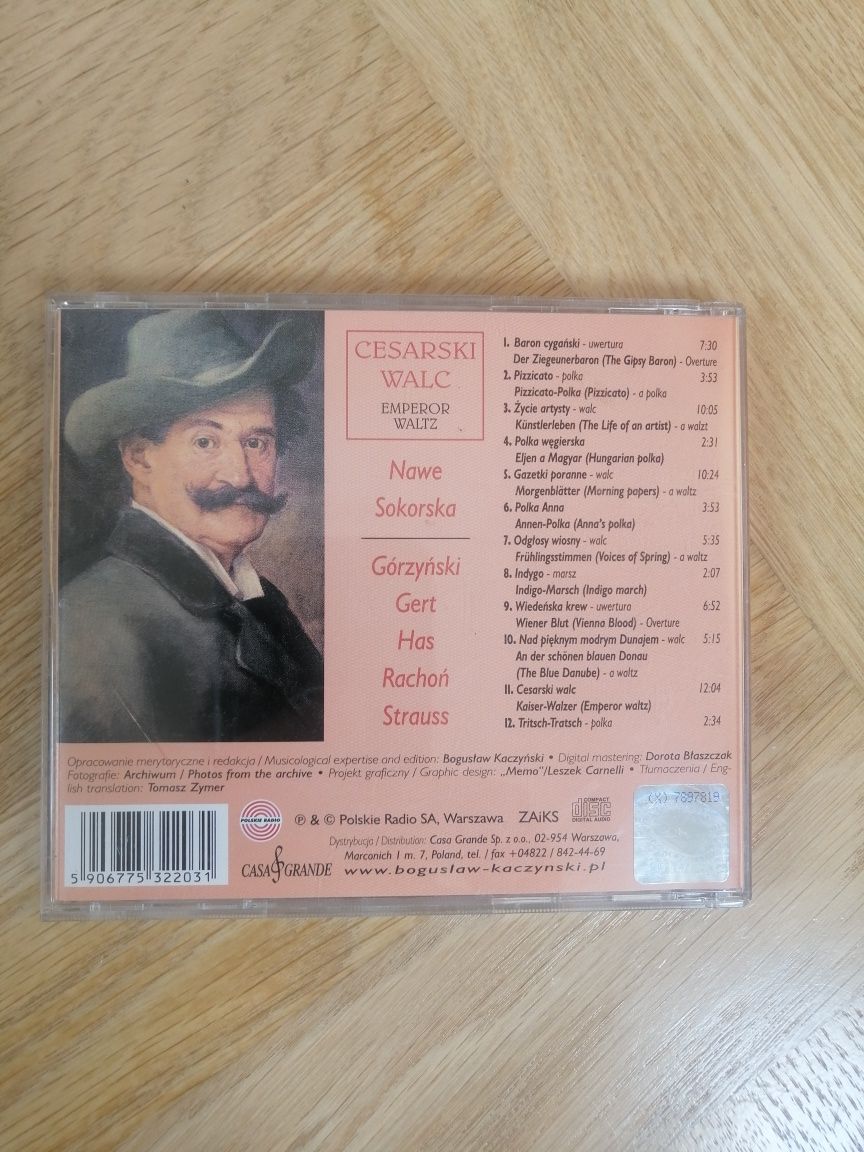 CESARSKI
WALC
EMPEROR
WALTZ
Nawe
Sokorska
Górzyński
Gert
Has
Rachoń
Strauss
1. Baron cygański - uwertura 7:30
Der Ziegeunerbaron (The Gipsy Baron) - Overture
2. Pizzicato - polka 3:53
Pizzicato-Polka (Pizzicato) - a polka
3. Życie artysty - walc 10:05
Künstlerleben (The Life of an artist) - a walzt
4. Polka węgierska 2:31
Eljen a Magyar (Hungarian polka)
5. Gazetki poranne - walc 10:24
Morgenblätter (Morning papers) - a waltz
6. Polka Anna 3:53
Annen-Polka (Anna's polka)
7. Odgłosy wiosny - walc 5:35
Frühlingsstimmen (Voices of Spring) - a waltz
8. Indygo - marsz 2:07
Indigo-Marsch (Indigo march)
9. Wiedeńska krew - uwertura 6:52
Wiener Blut (Vienna Blood) - Overture
10. Nad pięknym modrym Dunajem - walc 5:15
An der schönen blauen Donau
(The Blue Danube) - a waltz
11. Cesarski walc 12:04
Kaiser-Walzer (Emperor waltz)
12. Tritsch-Tratsch - polka 2:34
Opracowanie merytoryczne i redakcja / Musicological expertise and edition: Bogusław Kaczyński • Digital mastering: Dorota Błaszczak
Fotografie: Archiwum / Photos from the archive • Projekt graficzny / Graphic design: „Memo"/Leszek Carnelli • Tłumaczenia / Eng-
lish translation: Tomasz Zymer
POLSKIE RADIO
℗ & © Polskie Radio SA, Warszawa ZAiKS
COMPACT
disc
DIGITAL AUDIO
(X) 7897819
Dystrybucja / Distribution: Casa Grande Sp. z o.o., 02-954 Warszawa,
Marconich 1 m. 7, Poland, tel. / fax +04822 / 842-44-69
CASA & GRANDE www.bogusław-kaczynski.pl
5 906775 322031